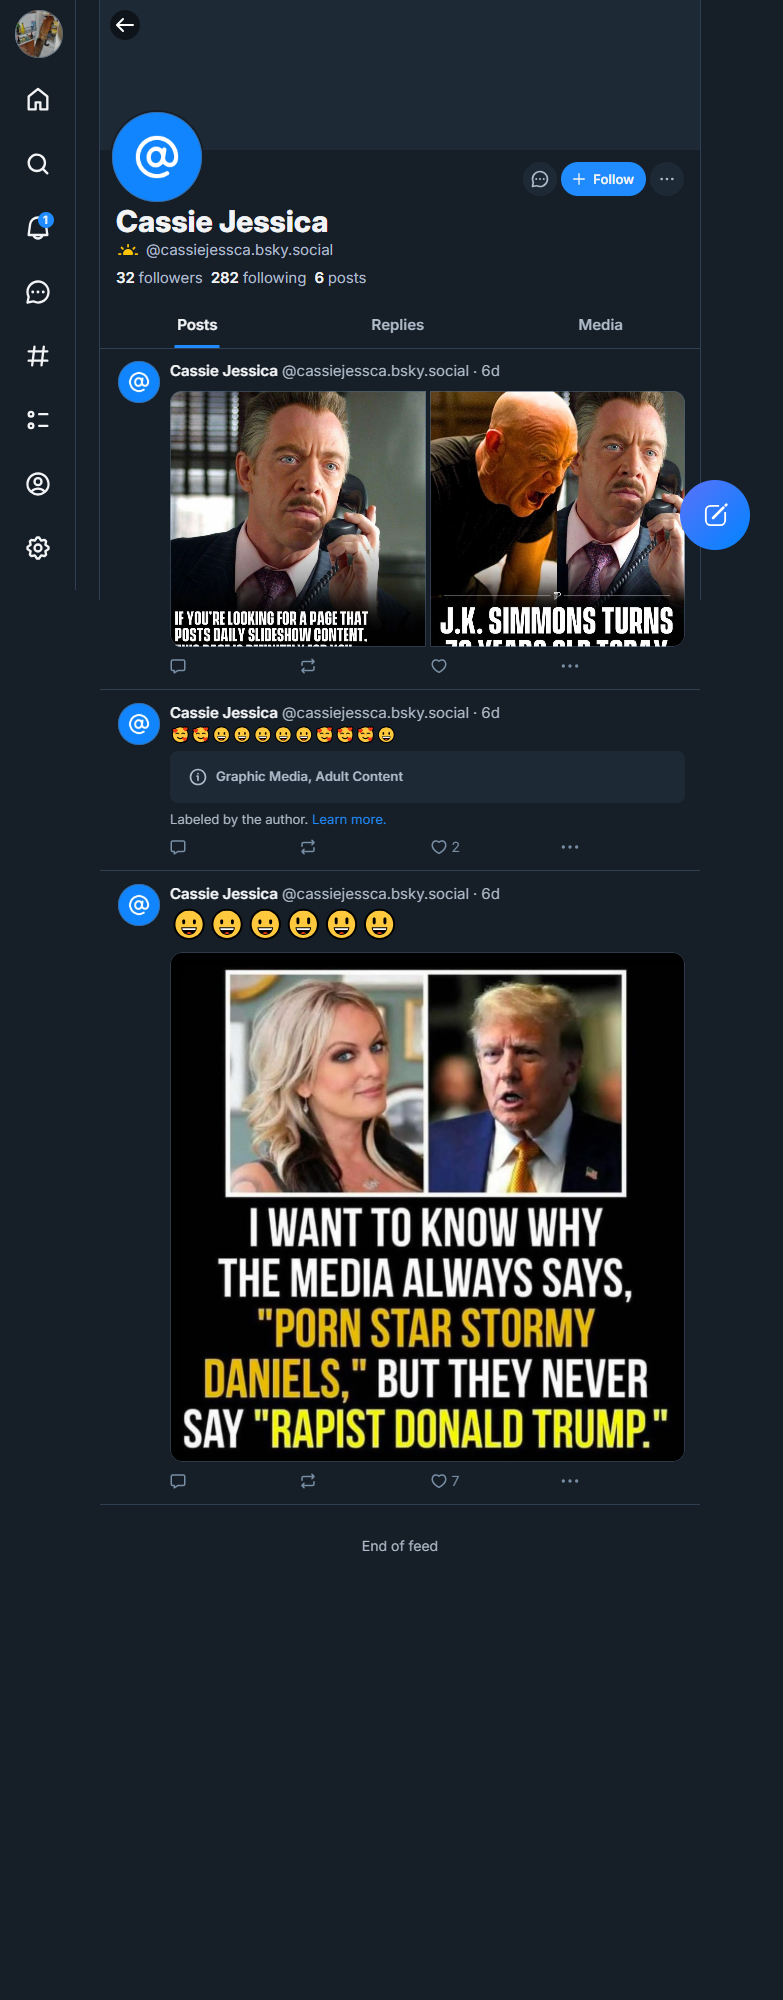 1
Follow
Cassie Jessica
@cassiejessca.bsky.social
32 followers 282 following 6 posts
Posts Replies Media
Cassie Jessica @cassiejessca.bsky.social · 6d
IF YOU'RE LOOKING FOR A PAGE THAT
POSTS DAILY SLIDESHOW CONTENT,
J.K. SIMMONS TURNS
Cassie Jessica @cassiejessca.bsky.social · 6d
Graphic Media, Adult Content
Labeled by the author. Learn more.
2
Cassie Jessica @cassiejessca.bsky.social · 6d
I WANT TO KNOW WHY
THE MEDIA ALWAYS SAYS,
"PORN STAR STORMY
DANIELS," BUT THEY NEVER
SAY "RAPIST DONALD TRUMP."
7
End of feed